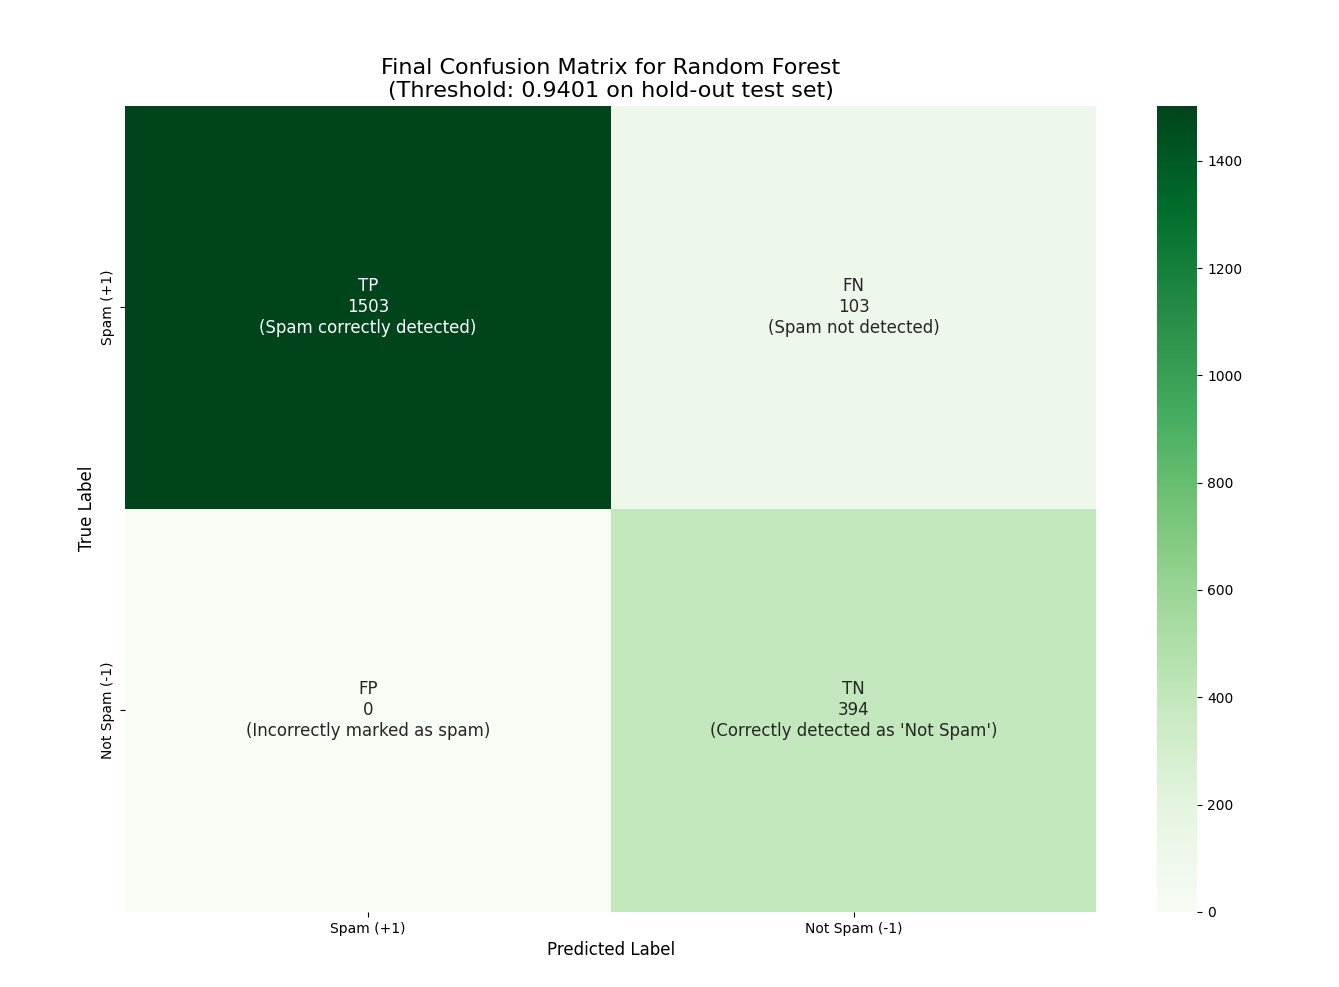 Final Confusion Matrix for Random Forest
(Threshold: 0.9401 on hold-out test set)
True Label
Spam (+1)
Not Spam (-1)
TP
1503
(Spam correctly detected)
FN
103
(Spam not detected)
FP
0
(Incorrectly marked as spam)
TN
394
(Correctly detected as 'Not Spam')
Spam (+1)
Not Spam (-1)
Predicted Label
1400
1200
1000
800
600
400
200
0